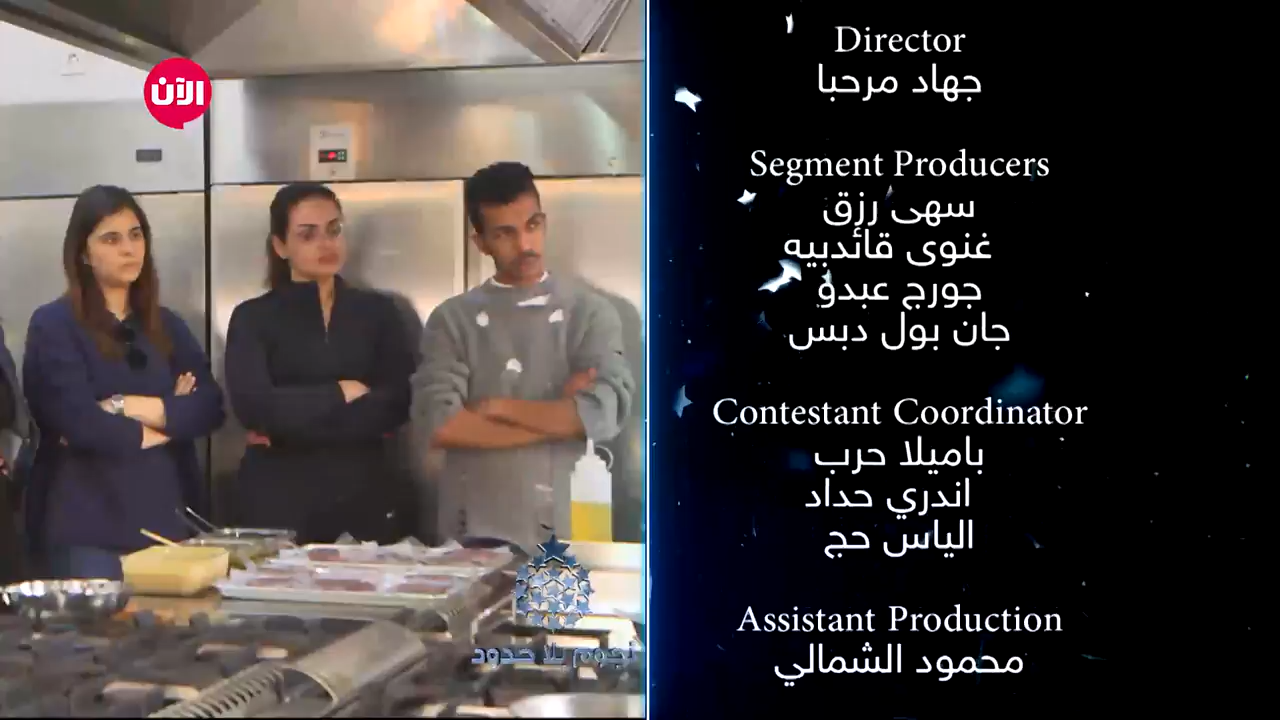 الآن
نجوم بلا حدود
Director
جهاد مرحبا
Segment Producers
سهى رزق
غنوى قائدبيه
جورج عبدو
جان بول دبس
Contestant Coordinator
باميلا حرب
اندري حداد
الياس حج
Assistant Production
محمود الشمالي